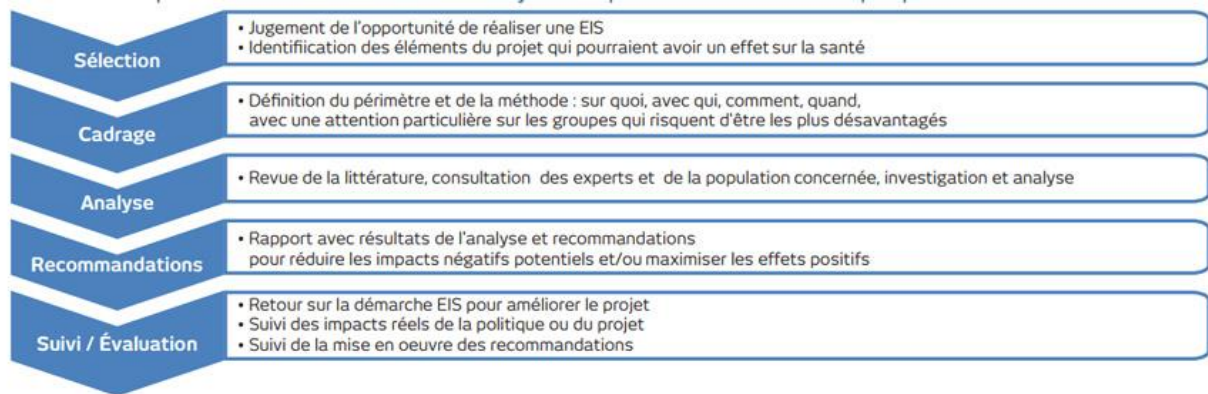 Sélection
• Jugement de l'opportunité de réaliser une EIS
• Identifiication des éléments du projet qui pourraient avoir un effet sur la santé
Cadrage
• Définition du périmètre et de la méthode : sur quoi, avec qui, comment, quand,
avec une attention particulière sur les groupes qui risquent d'être les plus désavantagés
Analyse
• Revue de la littérature, consultation des experts et de la population concernée, investigation et analyse
Recommandations
• Rapport avec résultats de l'analyse et recommandations
pour réduire les impacts négatifs potentiels et/ou maximiser les effets positifs
Suivi / Évaluation
• Retour sur la démarche EIS pour améliorer le projet
• Suivi des impacts réels de la politique ou du projet
• Suivi de la mise en oeuvre des recommandations